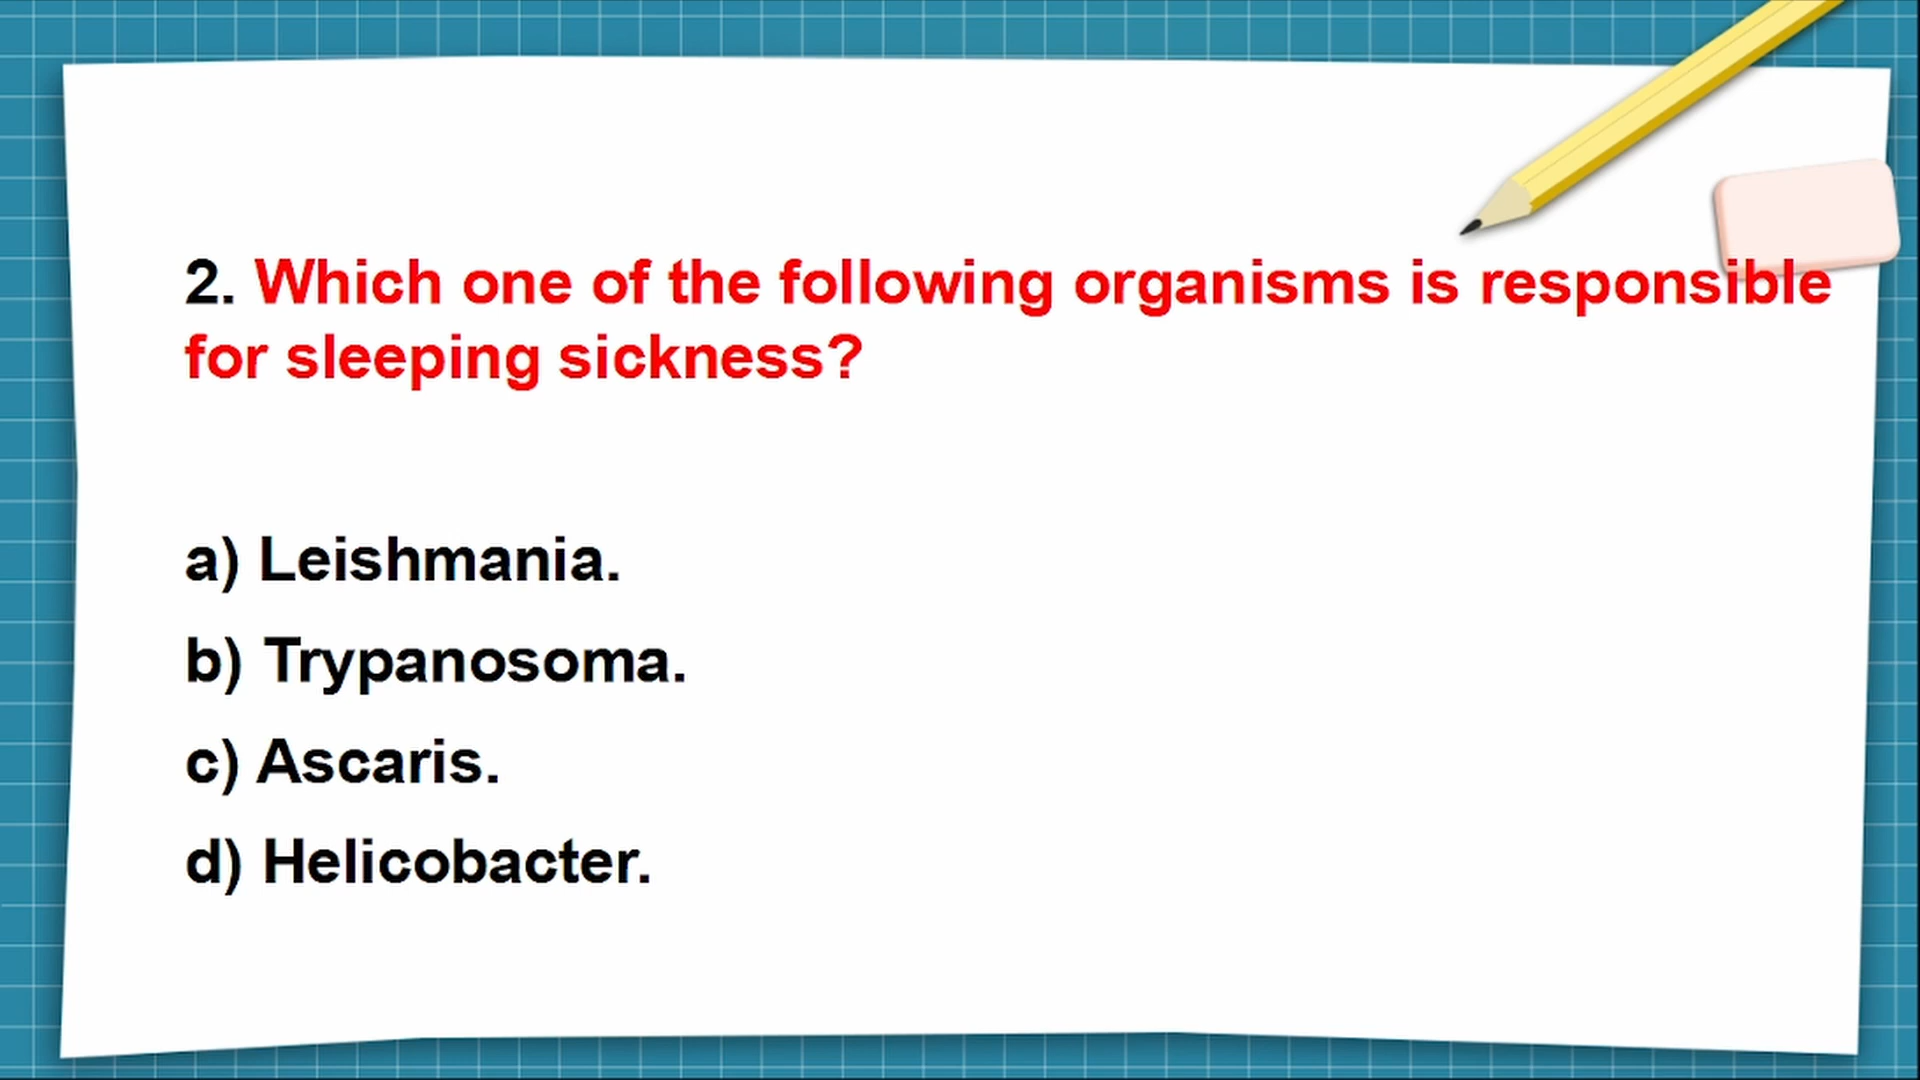 2. Which one of the following organisms is responsible
for sleeping sickness?
a) Leishmania.
b) Trypanosoma.
c) Ascaris.
d) Helicobacter.